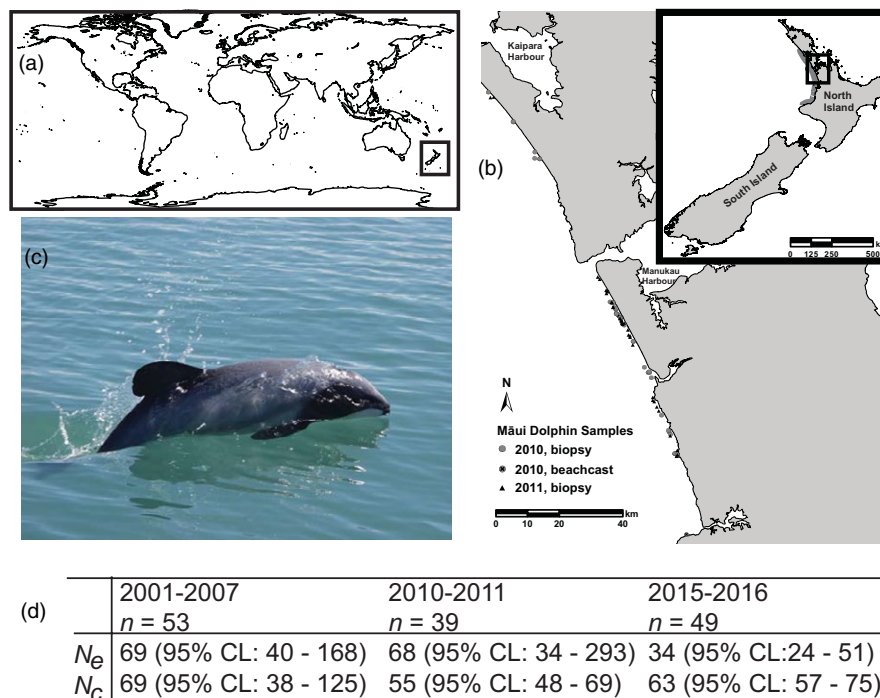 (a)
Kaipara
Harbour
North
Island
South Island
0 125 250 500
(b)
(c)
Manukau
Harbour
N
Māui Dolphin Samples
2010, biopsy
2010, beachcast
2011, biopsy
km
0 10 20 40
(d)
2001-2007 2010-2011 2015-2016
n = 53 n = 39 n = 49
Ne 69 (95% CL: 40 - 168) 68 (95% CL: 34 - 293) 34 (95% CL:24 - 51)
Nc 69 (95% CL: 38 - 125) 55 (95% CL: 48 - 69) 63 (95% CL: 57 - 75)